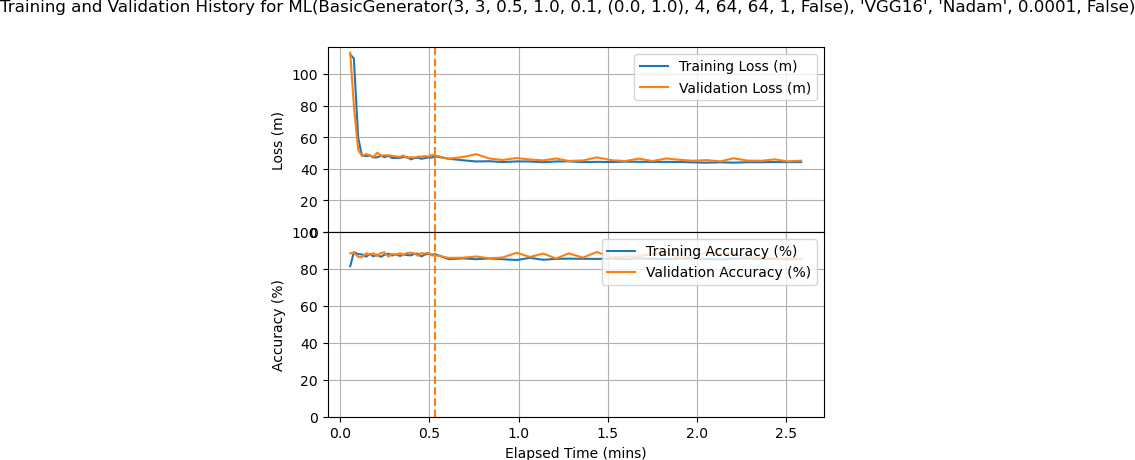 Training and Validation History for ML(BasicGenerator(3, 3, 0.5, 1.0, 0.1, (0.0, 1.0), 4, 64, 64, 1, False), 'VGG16', 'Nadam', 0.0001, False)
Training Loss (m)
Validation Loss (m)
100
80
60
40
20
0
Loss (m)
Training Accuracy (%)
Validation Accuracy (%)
100
80
60
40
20
0
Accuracy (%)
0.0 0.5 1.0 1.5 2.0 2.5
Elapsed Time (mins)